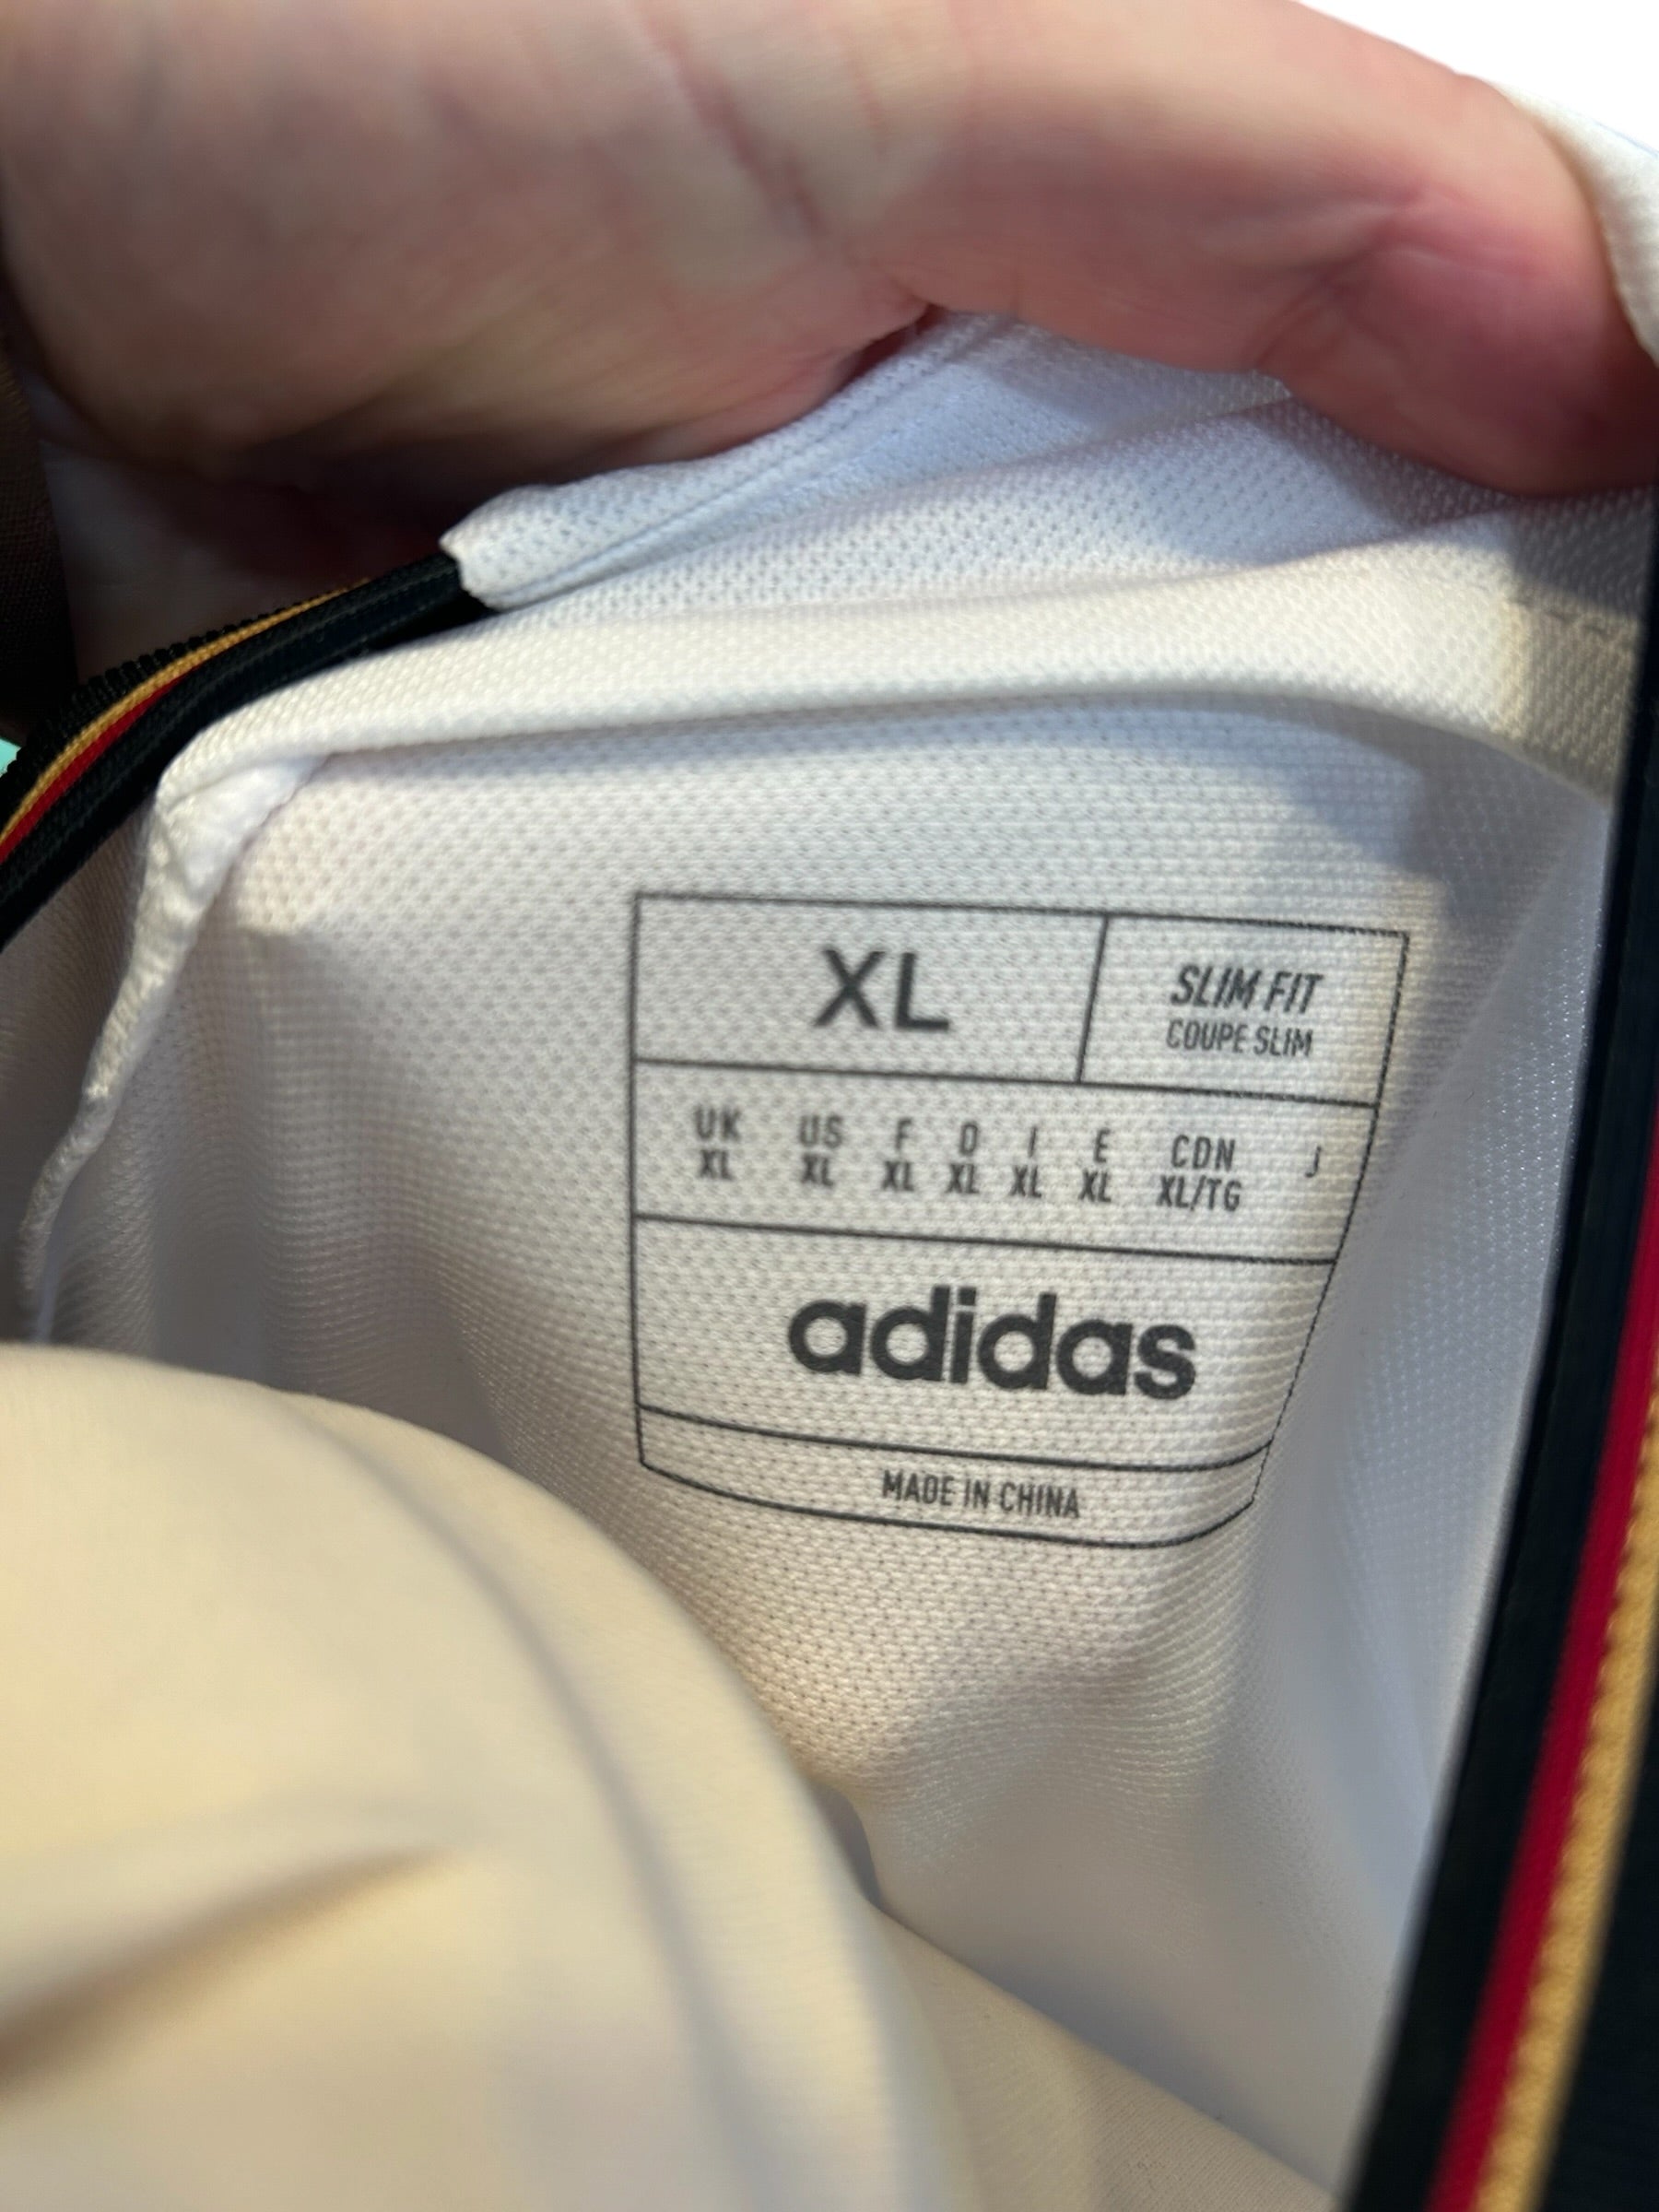 XL
SLIM FIT
COUPE SLIM
UK US F D I E CDN J
XL XL XL XL XL XL XL/TG
adidas
MADE IN CHINA